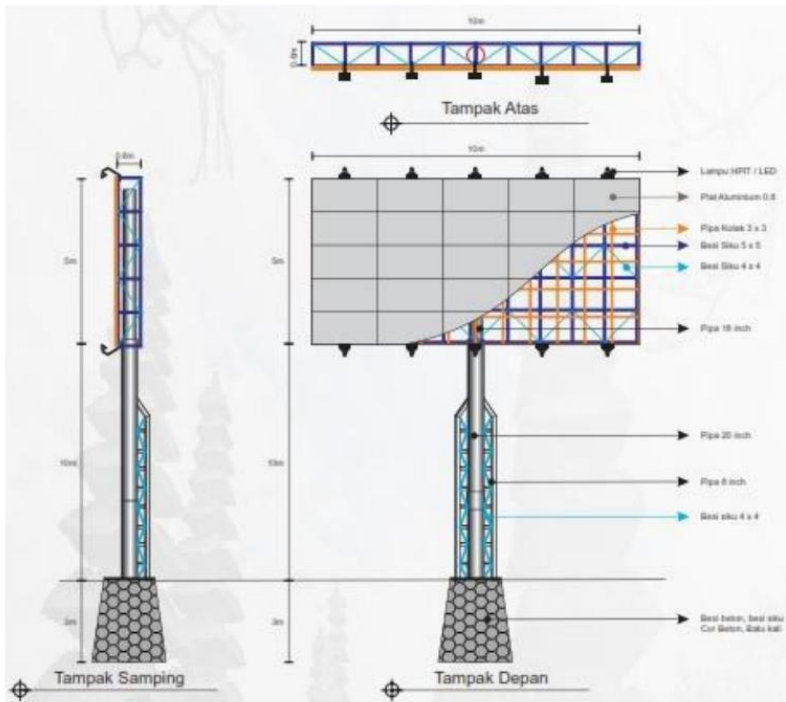 10m
0.8m
Tampak Atas
0.8m
10m
Lampu HPIT / LED
Plat Aluminium 0.8
Pipa Kotak 3 x 3
Besi Siku 5 x 5
Besi Siku 4 x 4
5m
5m
Pipa 18 inch
Pipa 20 inch
10m
10m
Pipa 8 inch
Besi siku 4 x 4
3m
3m
Besi beton, besi siku
Cor Beton, Batu kali
Tampak Samping
Tampak Depan